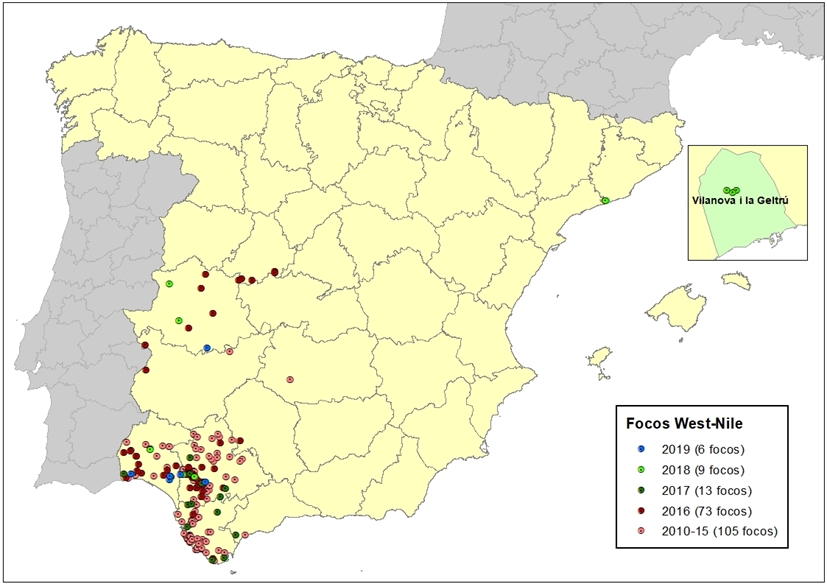 Vilanova i la Geltrú
Focos West-Nile
2019 (6 focos)
2018 (9 focos)
2017 (13 focos)
2016 (73 focos)
2010-15 (105 focos)